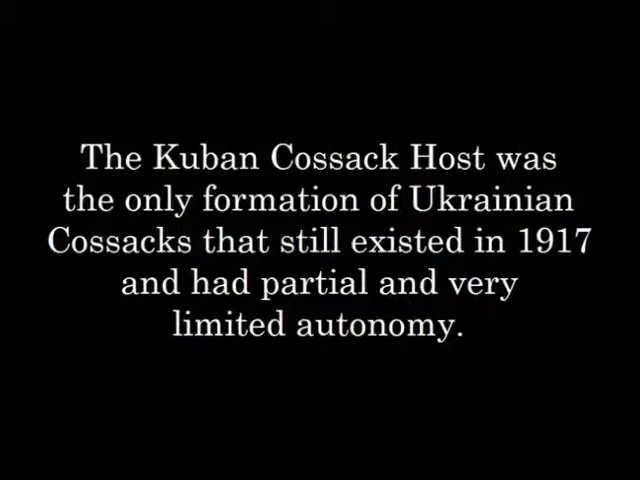 The Kuban Cossack Host was
the only formation of Ukrainian
Cossacks that still existed in 1917
and had partial and very
limited autonomy.